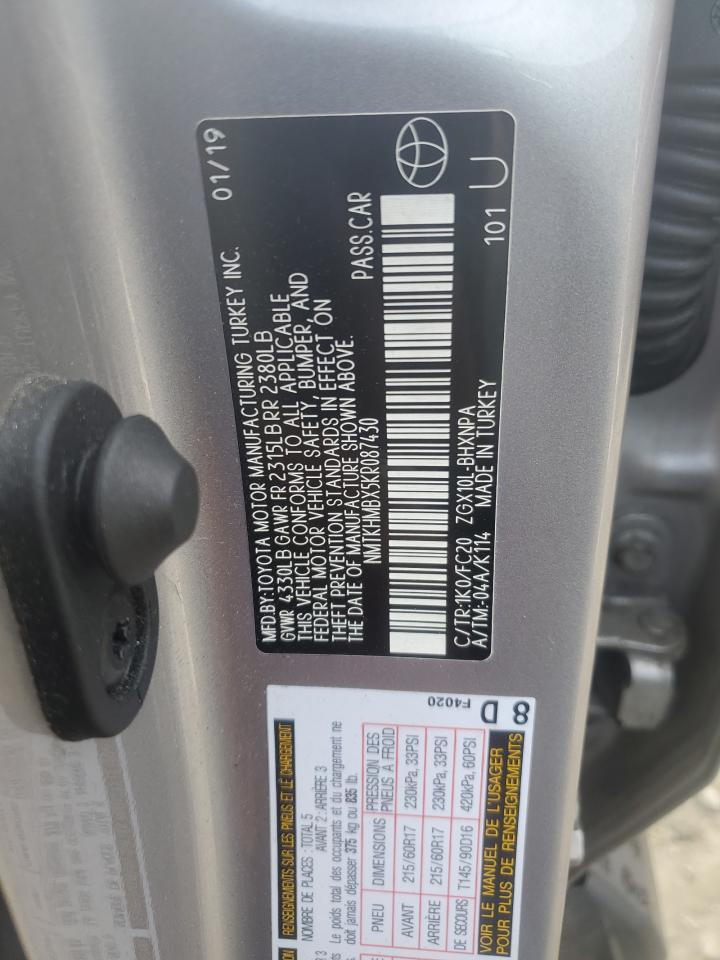 MFD.BY:TOYOTA MOTOR MANUFACTURING TURKEY INC. 01/19
GVWR 4330LB GAWR FR 2315LB RR 2380LB
THIS VEHICLE CONFORMS TO ALL APPLICABLE
FEDERAL MOTOR VEHICLE SAFETY, BUMPER, AND
THEFT PREVENTION STANDARDS IN EFFECT ON
THE DATE OF MANUFACTURE SHOWN ABOVE.
NMTKHMBX5KR087430 PASS.CAR
C/TR:1K0/FC20 ZGX10L-BHXNPA
A/TM:-04A/K114 MADE IN TURKEY 101 U
RENSEIGNEMENTS SUR LES PNEUS ET LE CHARGEMENT
NOMBRE DE PLACES : TOTAL 5
AVANT 2 : ARRIÈRE 3
Le poids total des occupants et du chargement ne
doit jamais dépasser 375 kg ou 835 lb.
PNEU DIMENSIONS PRESSION DES PNEUS À FROID
AVANT 215/60R17 230kPa, 33PSI
ARRIÈRE 215/60R17 230kPa, 33PSI
DE SECOURS T145/90D16 420kPa, 60PSI
VOIR LE MANUEL DE L'USAGER
POUR PLUS DE RENSEIGNEMENTS
F4020
D
8